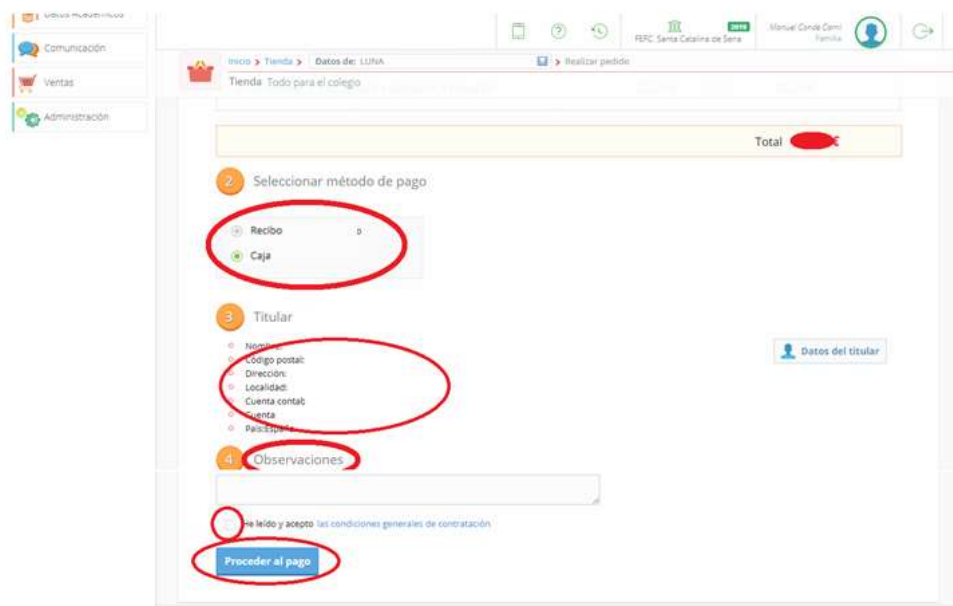 Datos Académicos
Comunicación
Ventas
Administración
2019
FEFC. Santa Catalina de Sena
Manuel Conde
Familia
Inicio > Tienda > Datos de: LUNA
> Realizar pedido
Tienda Todo para el colegio
Total €
2 Seleccionar método de pago
Recibo
Caja
3 Titular
Nombre:
Código postal:
Dirección:
Localidad:
Cuenta contab:
Cuenta
País:España
Datos del titular
4 Observaciones
He leído y acepto las condiciones generales de contratación
Proceder al pago